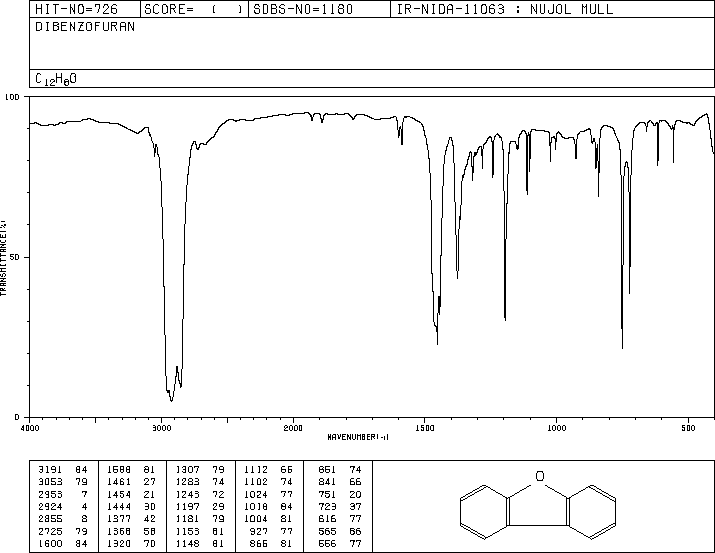 HIT-NO=726 SCORE= ( ) SDBS-NO=1180 IR-NIDA-11063 : NUJOL MULL
DIBENZOFURAN
C12H8O
100
50
0
TRANSMITTANCE(%)
4000 3000 2000 1500 1000 500
WAVENUMBER(-1)
3191 84 1588 81 1307 79 1112 66 851 74
3053 79 1461 27 1283 74 1102 74 841 66
2953 7 1454 21 1243 72 1024 77 751 20
2924 4 1444 30 1197 29 1018 84 723 37
2855 8 1377 42 1181 79 1004 81 616 77
2725 79 1368 58 1153 81 927 77 565 86
1600 84 1320 70 1148 81 866 81 556 77
O